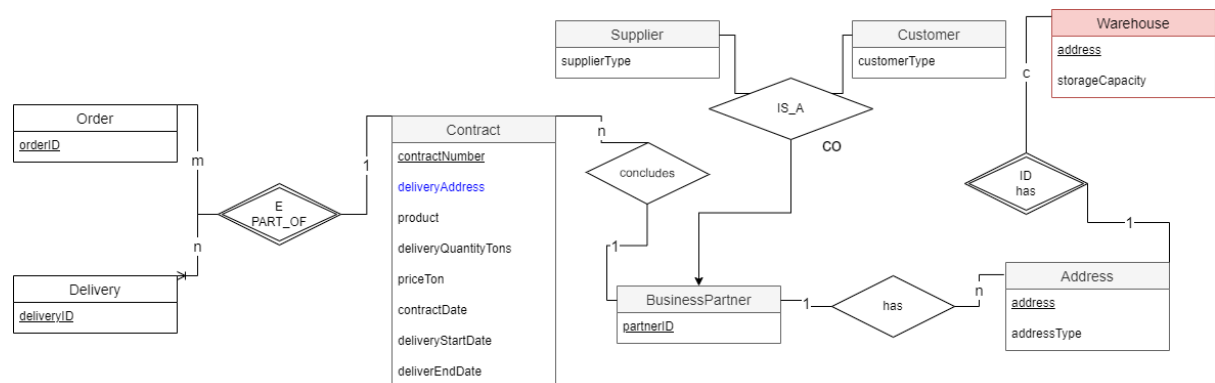 Supplier
supplierType
Customer
customerType
Warehouse
address
storageCapacity
c
IS_A
CO
Order
orderID
m
1
Contract
contractNumber
deliveryAddress
product
deliveryQuantityTons
priceTon
contractDate
deliveryStartDate
deliverEndDate
n
concludes
1
ID
has
1
E
PART_OF
n
Delivery
deliveryID
BusinessPartner
partnerID
1
has
n
Address
address
addressType